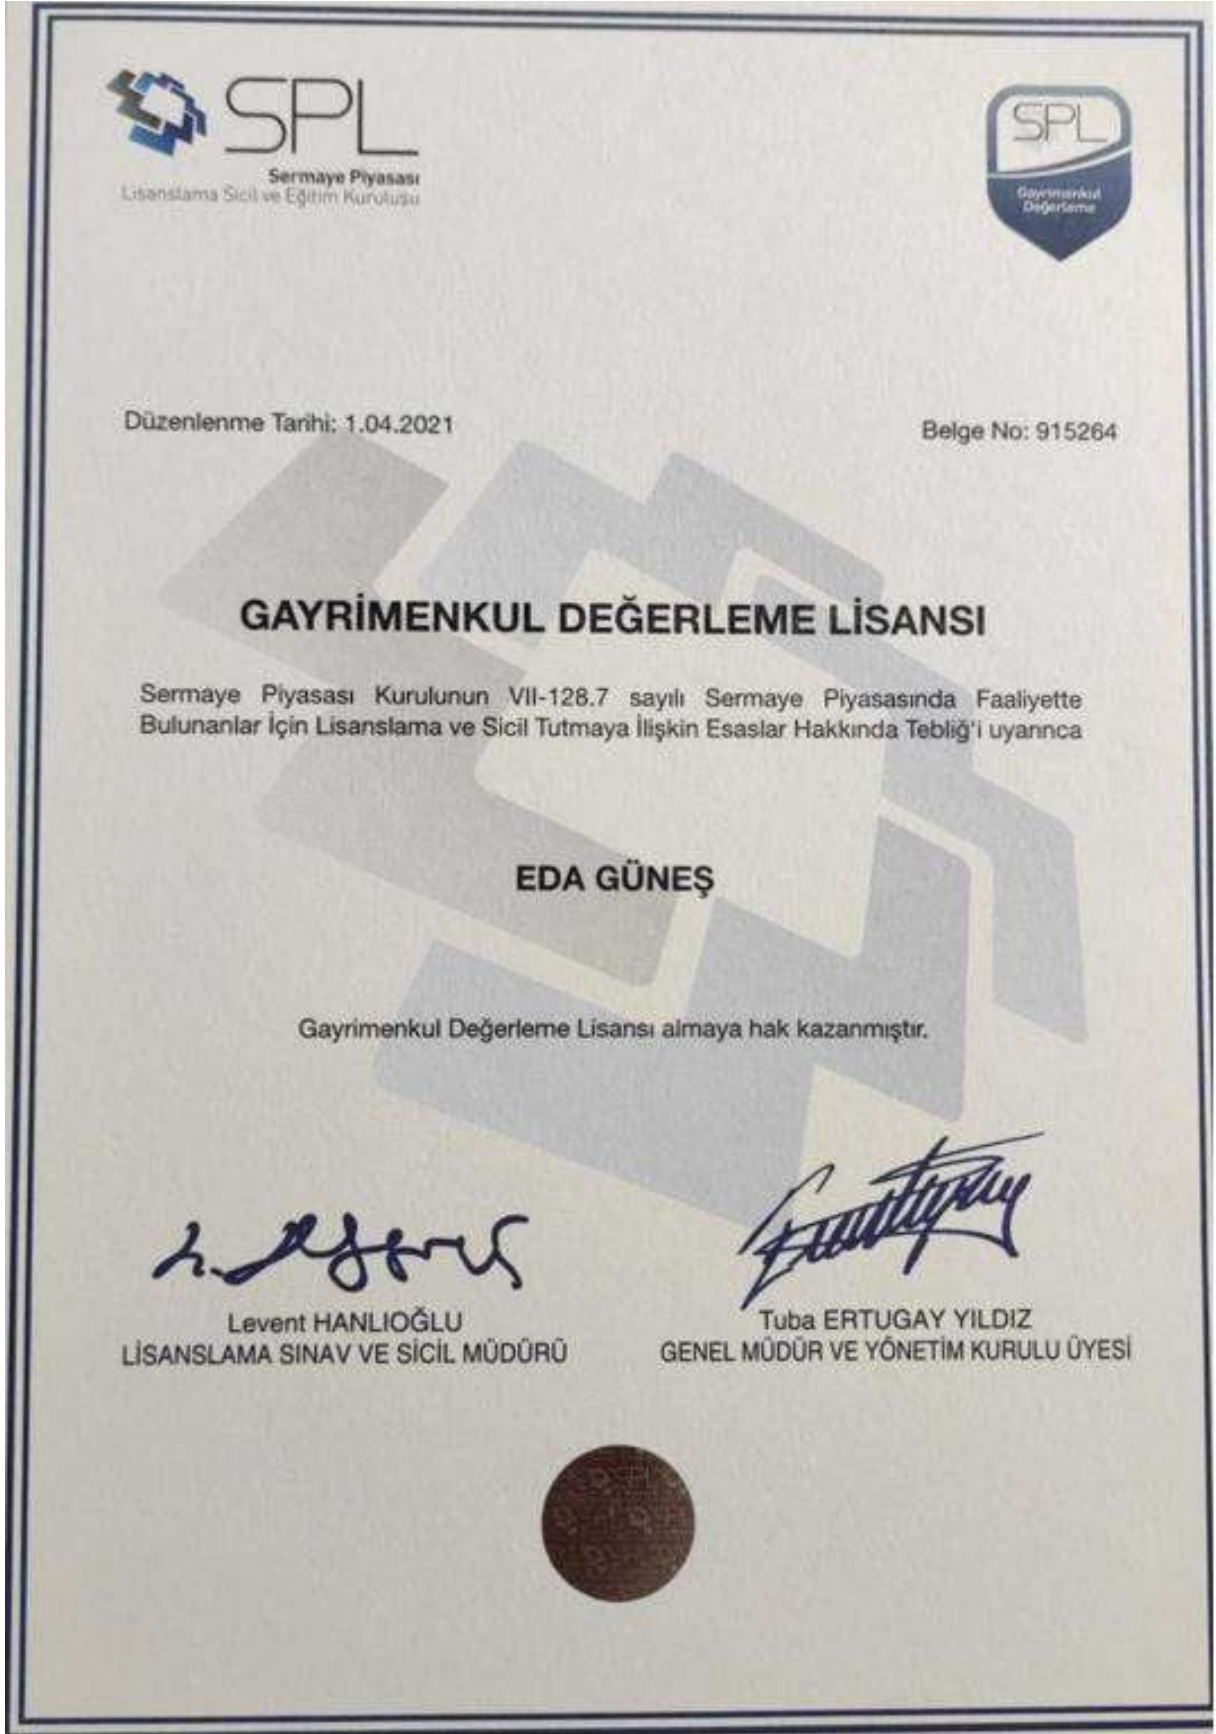 SPL
Sermaye Piyasası
Lisanslama Sicil ve Eğitim Kuruluşu
SPL
Gayrimenkul
Değerleme
Düzenlenme Tarihi: 1.04.2021
Belge No: 915264
GAYRİMENKUL DEĞERLEME LİSANSI
Sermaye Piyasası Kurulunun VII-128.7 sayılı Sermaye Piyasasında Faaliyette
Bulunanlar İçin Lisanslama ve Sicil Tutmaya İlişkin Esaslar Hakkında Tebliğ'i uyarınca
EDA GÜNEŞ
Gayrimenkul Değerleme Lisansı almaya hak kazanmıştır.
Levent HANLIOĞLU
LİSANSLAMA SINAV VE SİCİL MÜDÜRÜ
Tuba ERTUGAY YILDIZ
GENEL MÜDÜR VE YÖNETİM KURULU ÜYESİ